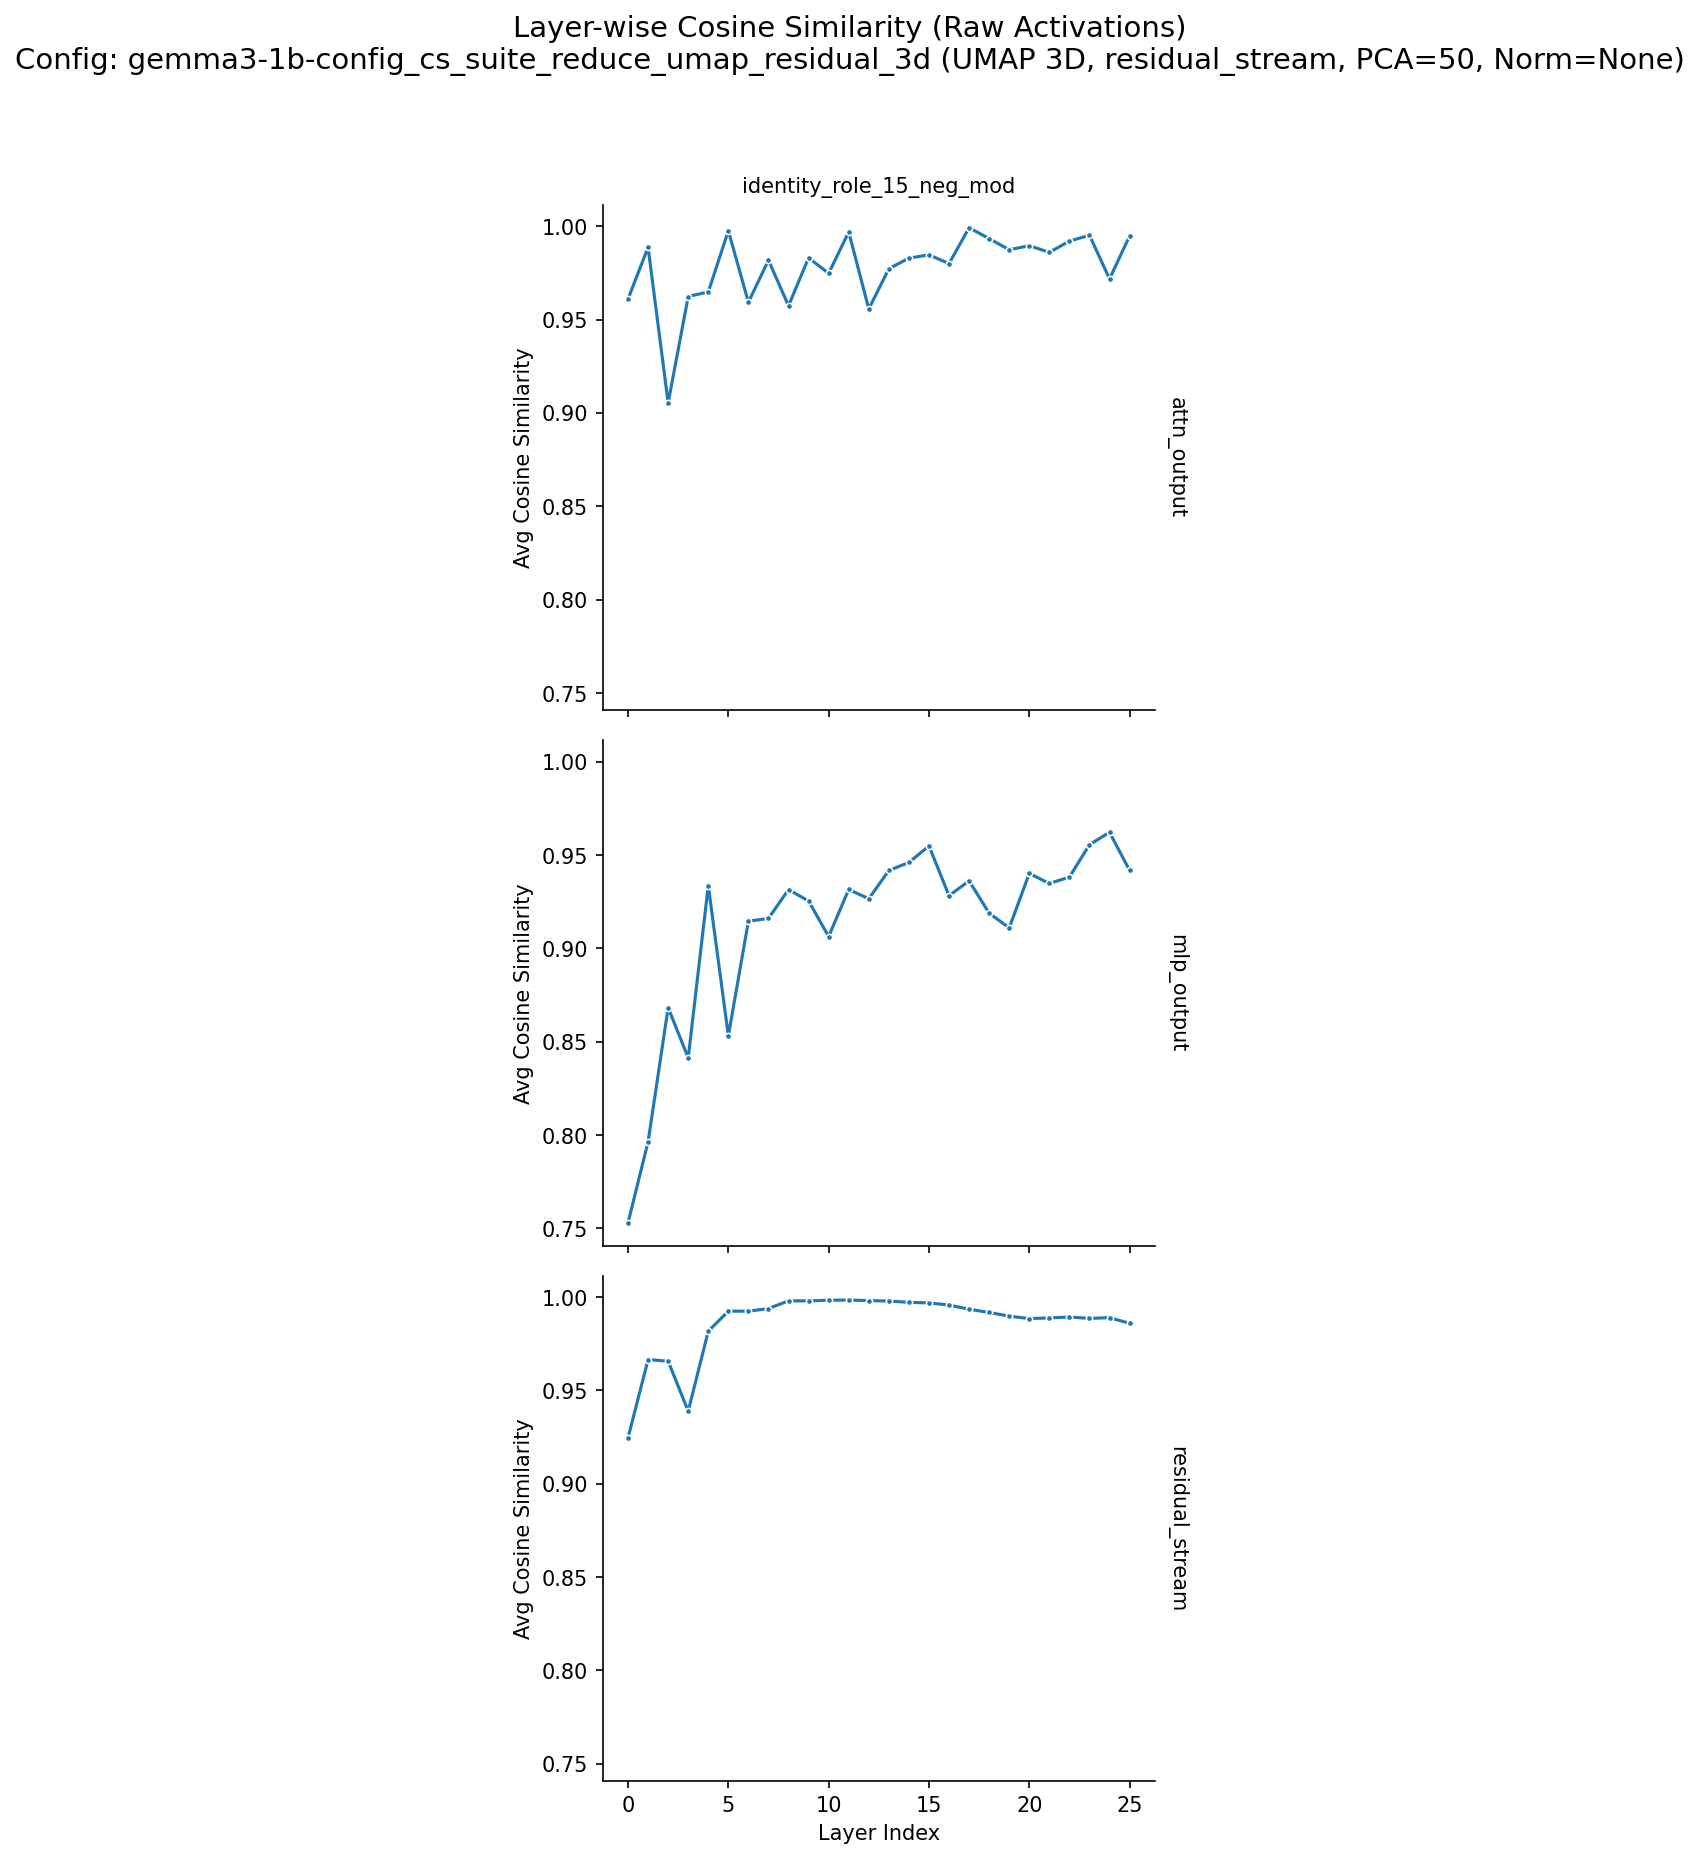 Layer-wise Cosine Similarity (Raw Activations)
Config: gemma3-1b-config_cs_suite_reduce_umap_residual_3d (UMAP 3D, residual_stream, PCA=50, Norm=None)
identity_role_15_neg_mod
1.00
0.95
0.90
0.85
0.80
0.75
Avg Cosine Similarity
attn_output
1.00
0.95
0.90
0.85
0.80
0.75
Avg Cosine Similarity
mlp_output
1.00
0.95
0.90
0.85
0.80
0.75
Avg Cosine Similarity
residual_stream
0 5 10 15 20 25
Layer Index